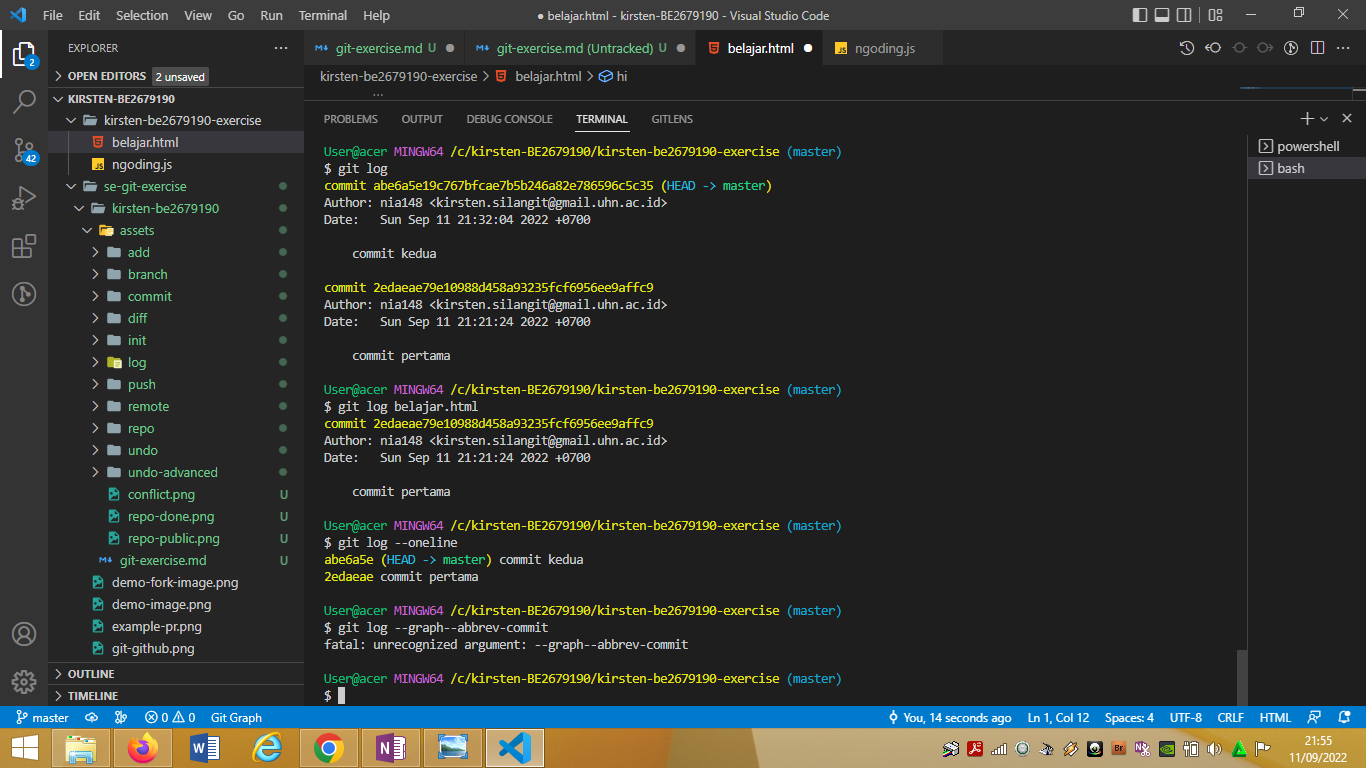 File Edit Selection View Go Run Terminal Help
● belajar.html - kirsten-BE2679190 - Visual Studio Code
EXPLORER
OPEN EDITORS 2 unsaved
KIRSTEN-BE2679190
kirsten-be2679190-exercise
belajar.html
ngoding.js
se-git-exercise
kirsten-be2679190
assets
add
branch
commit
diff
init
log
push
remote
repo
undo
undo-advanced
conflict.png U
repo-done.png U
repo-public.png U
git-exercise.md U
demo-fork-image.png
demo-image.png
example-pr.png
git-github.png
OUTLINE
TIMELINE
2
42
git-exercise.md U
git-exercise.md (Untracked) U
belajar.html
ngoding.js
kirsten-be2679190-exercise > belajar.html > hi
PROBLEMS OUTPUT DEBUG CONSOLE TERMINAL GITLENS
User@acer MINGW64 /c/kirsten-BE2679190/kirsten-be2679190-exercise (master)
$ git log
commit abe6a5e19c767bfcae7b5b246a82e786596c5c35 (HEAD -> master)
Author: nia148 <kirsten.silangit@gmail.uhn.ac.id>
Date:   Sun Sep 11 21:32:04 2022 +0700
commit kedua
commit 2edaeae79e10988d458a93235fcf6956ee9affc9
Author: nia148 <kirsten.silangit@gmail.uhn.ac.id>
Date:   Sun Sep 11 21:21:24 2022 +0700
commit pertama
User@acer MINGW64 /c/kirsten-BE2679190/kirsten-be2679190-exercise (master)
$ git log belajar.html
commit 2edaeae79e10988d458a93235fcf6956ee9affc9
Author: nia148 <kirsten.silangit@gmail.uhn.ac.id>
Date:   Sun Sep 11 21:21:24 2022 +0700
commit pertama
User@acer MINGW64 /c/kirsten-BE2679190/kirsten-be2679190-exercise (master)
$ git log --oneline
abe6a5e (HEAD -> master) commit kedua
2edaeae commit pertama
User@acer MINGW64 /c/kirsten-BE2679190/kirsten-be2679190-exercise (master)
$ git log --graph--abbrev-commit
fatal: unrecognized argument: --graph--abbrev-commit
User@acer MINGW64 /c/kirsten-BE2679190/kirsten-be2679190-exercise (master)
$
powershell
bash
master 0 0 Git Graph
You, 14 seconds ago Ln 1, Col 12 Spaces: 4 UTF-8 CRLF HTML
21:55
11/09/2022